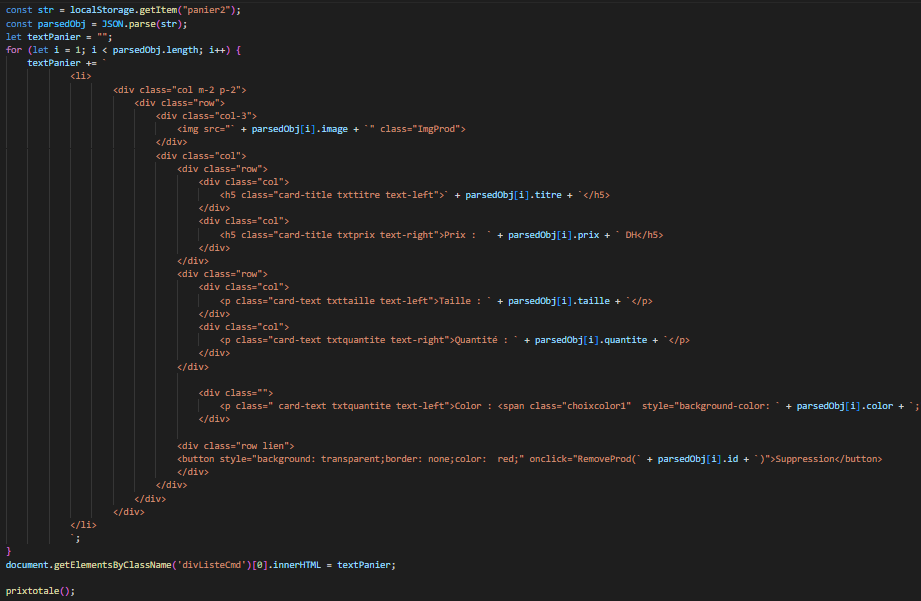 const str = localStorage.getItem("panier2");
const parsedObj = JSON.parse(str);
let textPanier = "";
for (let i = 1; i < parsedObj.length; i++) {
    textPanier += `
            <li>
                    <div class="col m-2 p-2">
                        <div class="row">
                            <div class="col-3">
                                <img src="` + parsedObj[i].image + `" class="ImgProd">
                            </div>
                            <div class="col">
                                <div class="row">
                                    <div class="col">
                                        <h5 class="card-title txttitre text-left">` + parsedObj[i].titre + `</h5>
                                    </div>
                                    <div class="col">
                                        <h5 class="card-title txtprix text-right">Prix :  ` + parsedObj[i].prix + ` DH</h5>
                                    </div>
                                </div>
                                <div class="row">
                                    <div class="col">
                                        <p class="card-text txttaille text-left">Taille : ` + parsedObj[i].taille + `</p>
                                    </div>
                                    <div class="col">
                                        <p class="card-text txtquantite text-right">Quantité : ` + parsedObj[i].quantite + `</p>
                                    </div>
                                </div>
                                    <div class="">
                                        <p class=" card-text txtquantite text-left">Color : <span class="choixcolor1"  style="background-color: ` + parsedObj[i].color + `;
                                    </div>
                                <div class="row lien">
                                <button style="background: transparent;border: none;color:  red;" onclick="RemoveProd(` + parsedObj[i].id + `)">Suppression</button>
                                </div>
                            </div>
                        </div>
                    </div>
            </li>
            `;
}
document.getElementsByClassName('divListeCmd')[0].innerHTML = textPanier;
prixtotale();